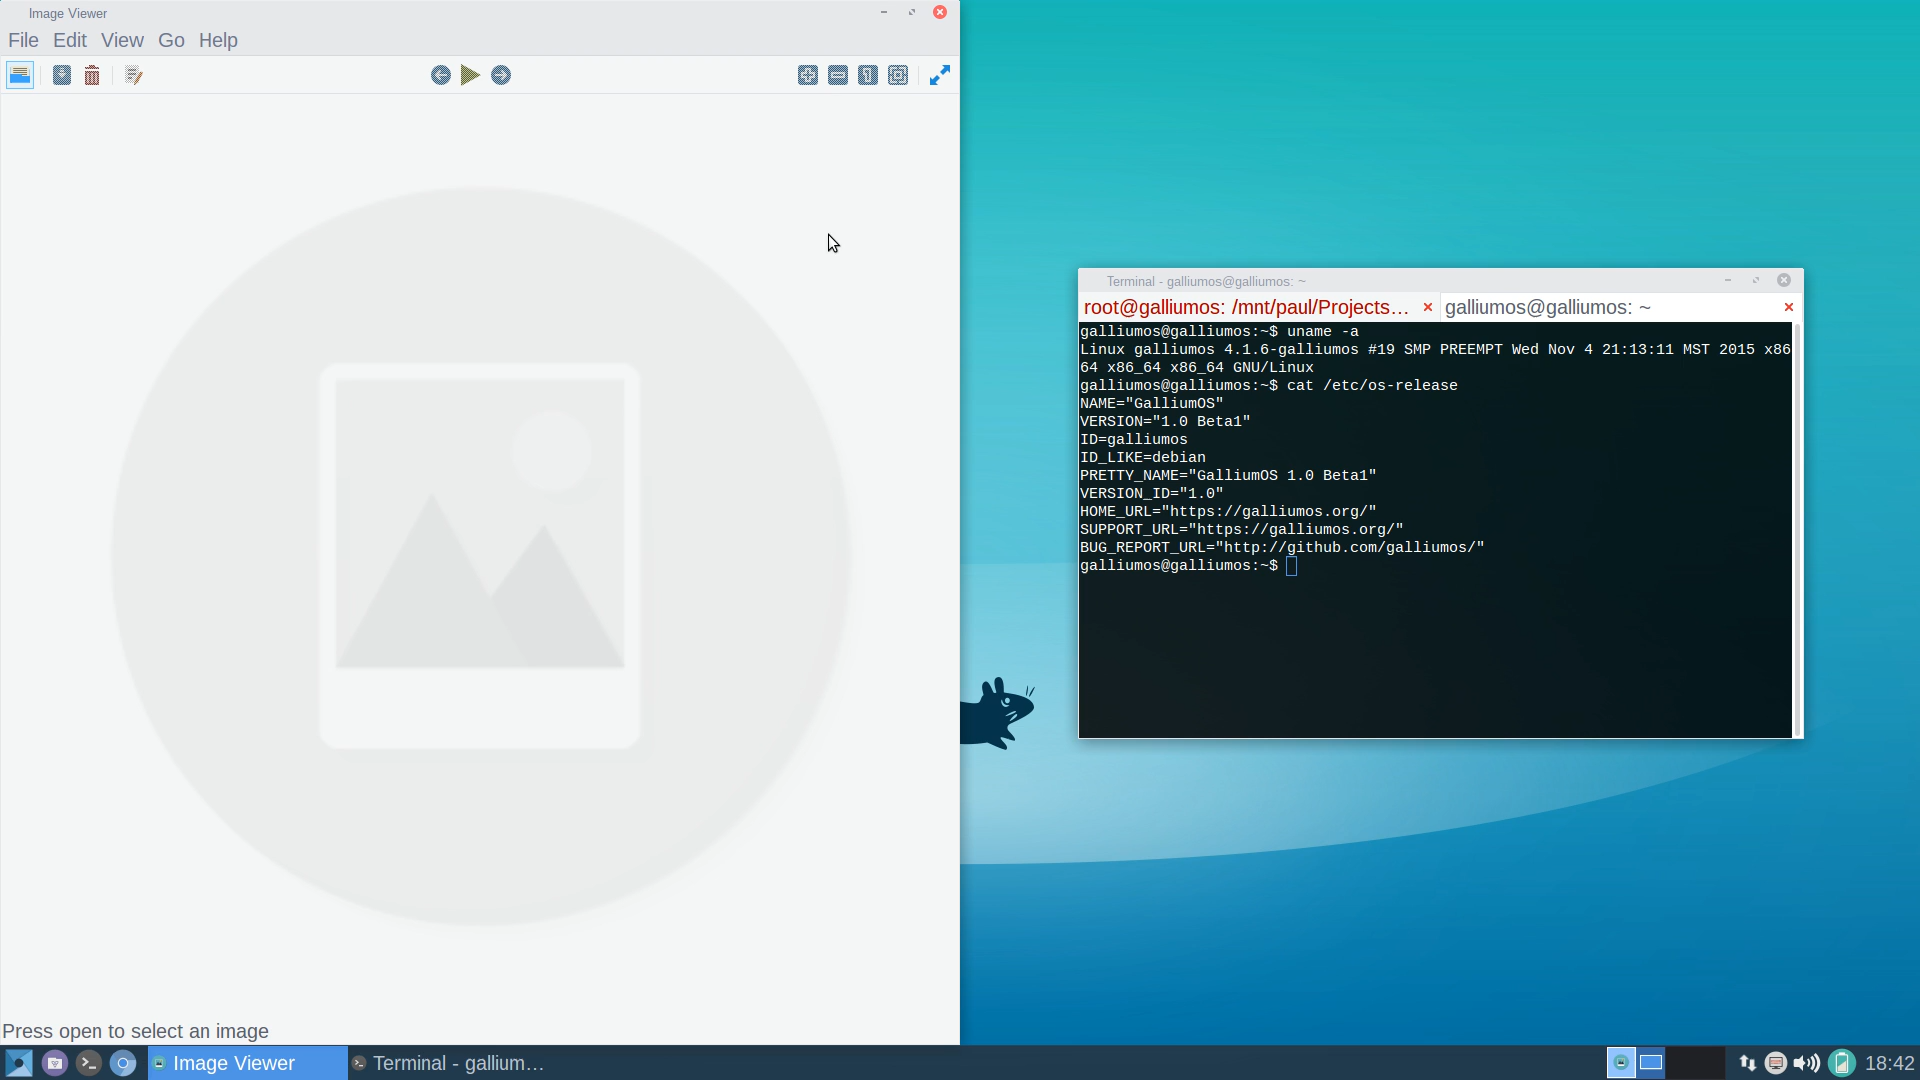 Image Viewer
File Edit View Go Help
Press open to select an image
Terminal - galliumos@galliumos: ~
root@galliumos: /mnt/paul/Projects… galliumos@galliumos: ~
galliumos@galliumos:~$ uname -a
Linux galliumos 4.1.6-galliumos #19 SMP PREEMPT Wed Nov 4 21:13:11 MST 2015 x86
64 x86_64 x86_64 GNU/Linux
galliumos@galliumos:~$ cat /etc/os-release
NAME="GalliumOS"
VERSION="1.0 Beta1"
ID=galliumos
ID_LIKE=debian
PRETTY_NAME="GalliumOS 1.0 Beta1"
VERSION_ID="1.0"
HOME_URL="https://galliumos.org/"
SUPPORT_URL="https://galliumos.org/"
BUG_REPORT_URL="http://github.com/galliumos/"
galliumos@galliumos:~$
Image Viewer Terminal - gallium… 18:42